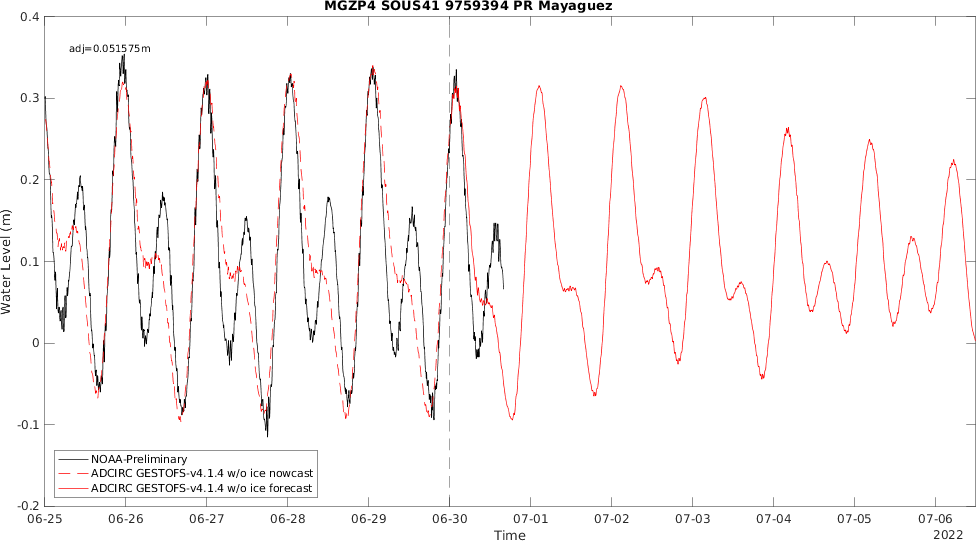 MGZP4 SOUS41 9759394 PR Mayaguez
adj=0.051575m
0.4
0.3
0.2
0.1
0
-0.1
-0.2
Water Level (m)
NOAA-Preliminary
ADCIRC GESTOFS-v4.1.4 w/o ice nowcast
ADCIRC GESTOFS-v4.1.4 w/o ice forecast
06-25 06-26 06-27 06-28 06-29 06-30 07-01 07-02 07-03 07-04 07-05 07-06
Time
2022